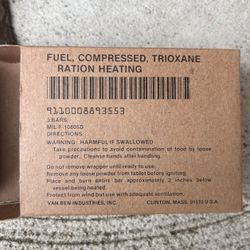 FUEL, COMPRESSED, TRIOXANE
RATION HEATING
9110008893553
3 BARS
MIL-F-10805D
DIRECTIONS
WARNING: HARMFUL IF SWALLOWED
Take precautions to avoid contamination of food by loose
powder. Cleanse hands after handling.
Do not remove wrapper until ready to use.
Remove any loose powder from tablet before igniting.
Place and burn entire bar approximately 2 inches below
vessel being heated.
Protect from wind but use with adequate ventilation.
VAN BEN INDUSTRIES, INC. CLINTON, MASS. 01510 U.S.A.